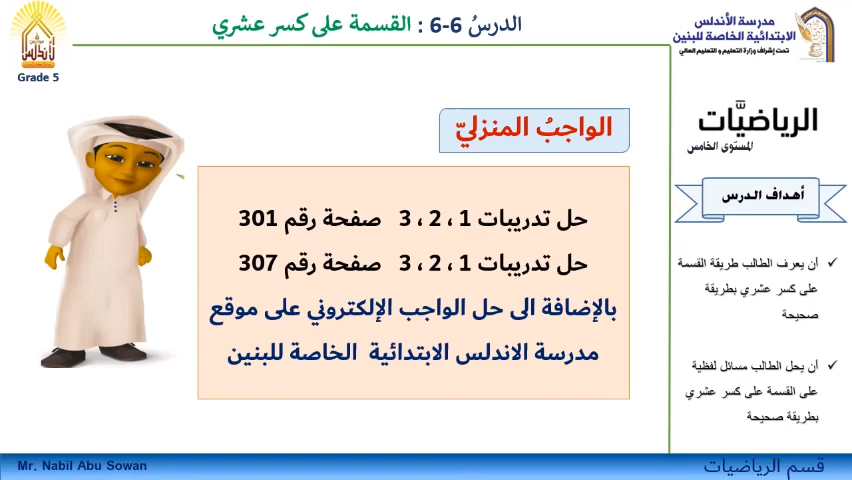 مدرسة الأندلس
الابتدائية الخاصة للبنين
تحت إشراف وزارة التعليم و التعليم العالي
الدرسُ 6-6 : القسمة على كسر عشري
Grade 5
الرياضيَّات
المستوى الخامس
أهداف الدرس
أن يعرف الطالب طريقة القسمة
على كسر عشري بطريقة
صحيحة
أن يحل الطالب مسائل لفظية
على القسمة على كسر عشري
بطريقة صحيحة
الواجبُ المنزليّ
حل تدريبات 1 ، 2 ، 3 صفحة رقم 301
حل تدريبات 1 ، 2 ، 3 صفحة رقم 307
بالإضافة الى حل الواجب الإلكتروني على موقع
مدرسة الاندلس الابتدائية الخاصة للبنين
قسم الرياضيات
Mr. Nabil Abu Sowan